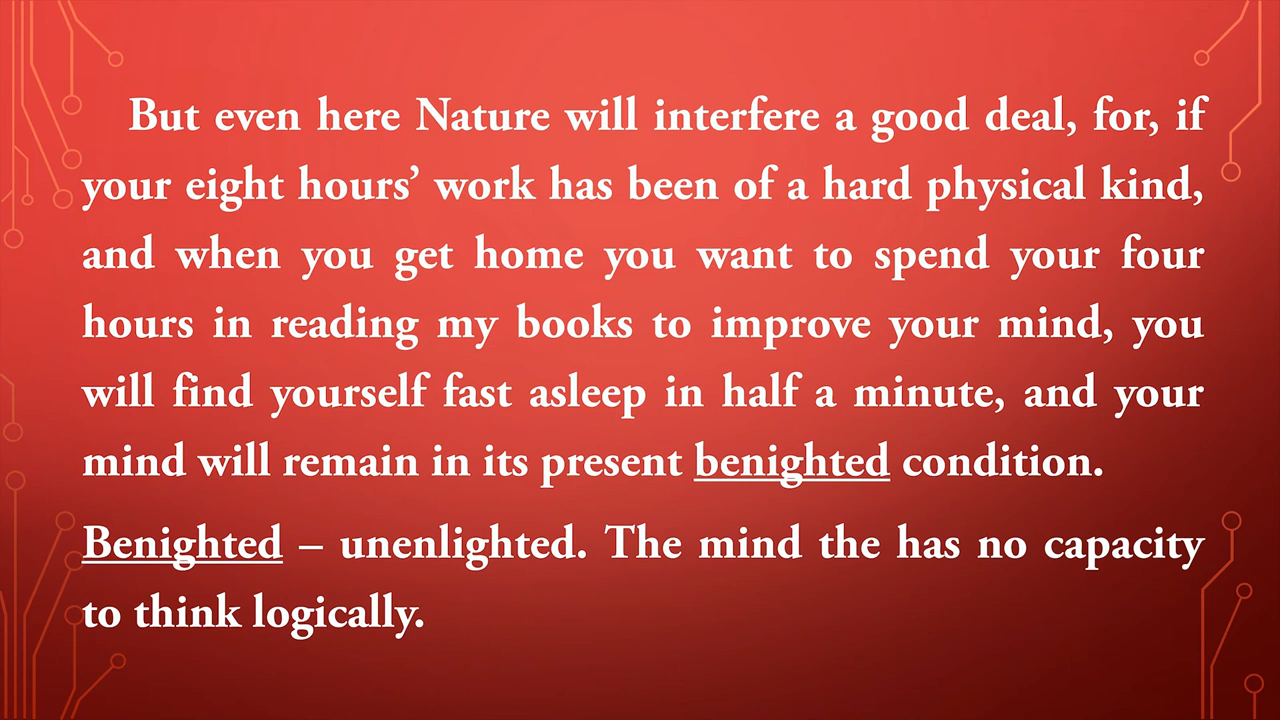 But even here Nature will interfere a good deal, for, if
your eight hours’ work has been of a hard physical kind,
and when you get home you want to spend your four
hours in reading my books to improve your mind, you
will find yourself fast asleep in half a minute, and your
mind will remain in its present benighted condition.
Benighted – unenlighted. The mind the has no capacity
to think logically.